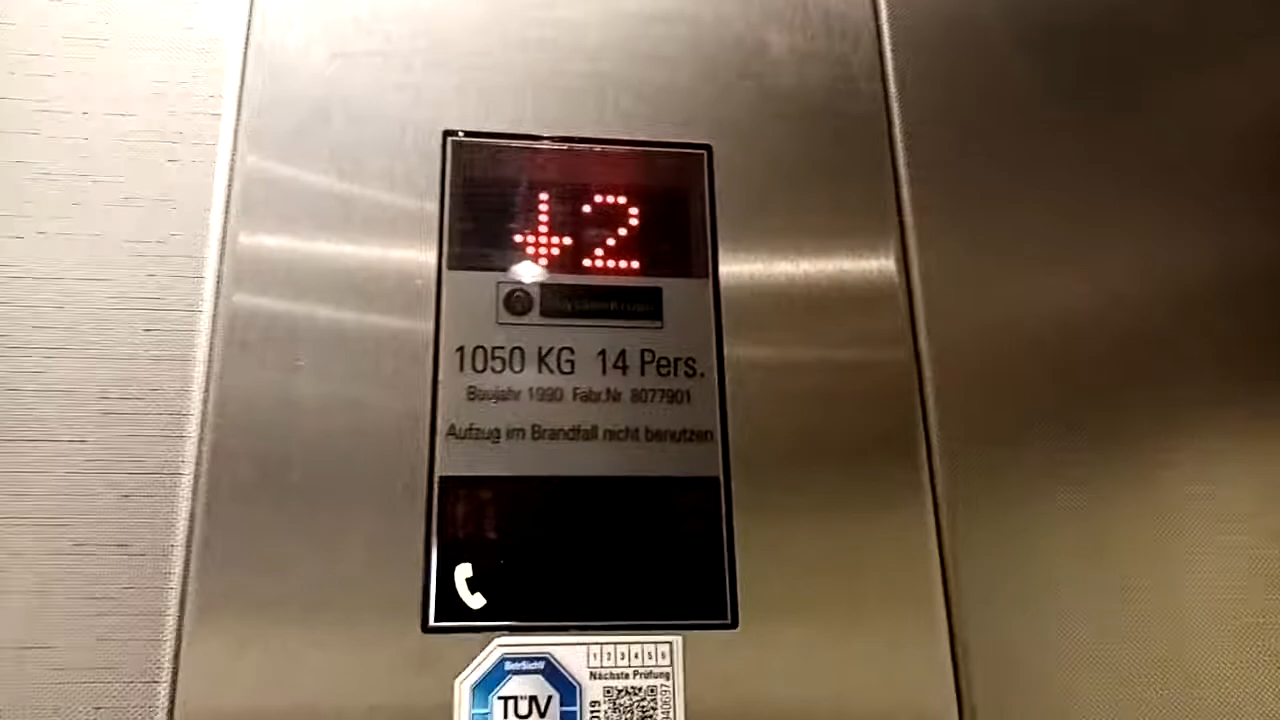 2
1050 KG 14 Pers.
Baujahr 1990 Fabr.Nr. 8077901
Aufzug im Brandfall nicht benutzen
BetrSichV
TÜV
1 2 3 4 5 6
Nächste Prüfung